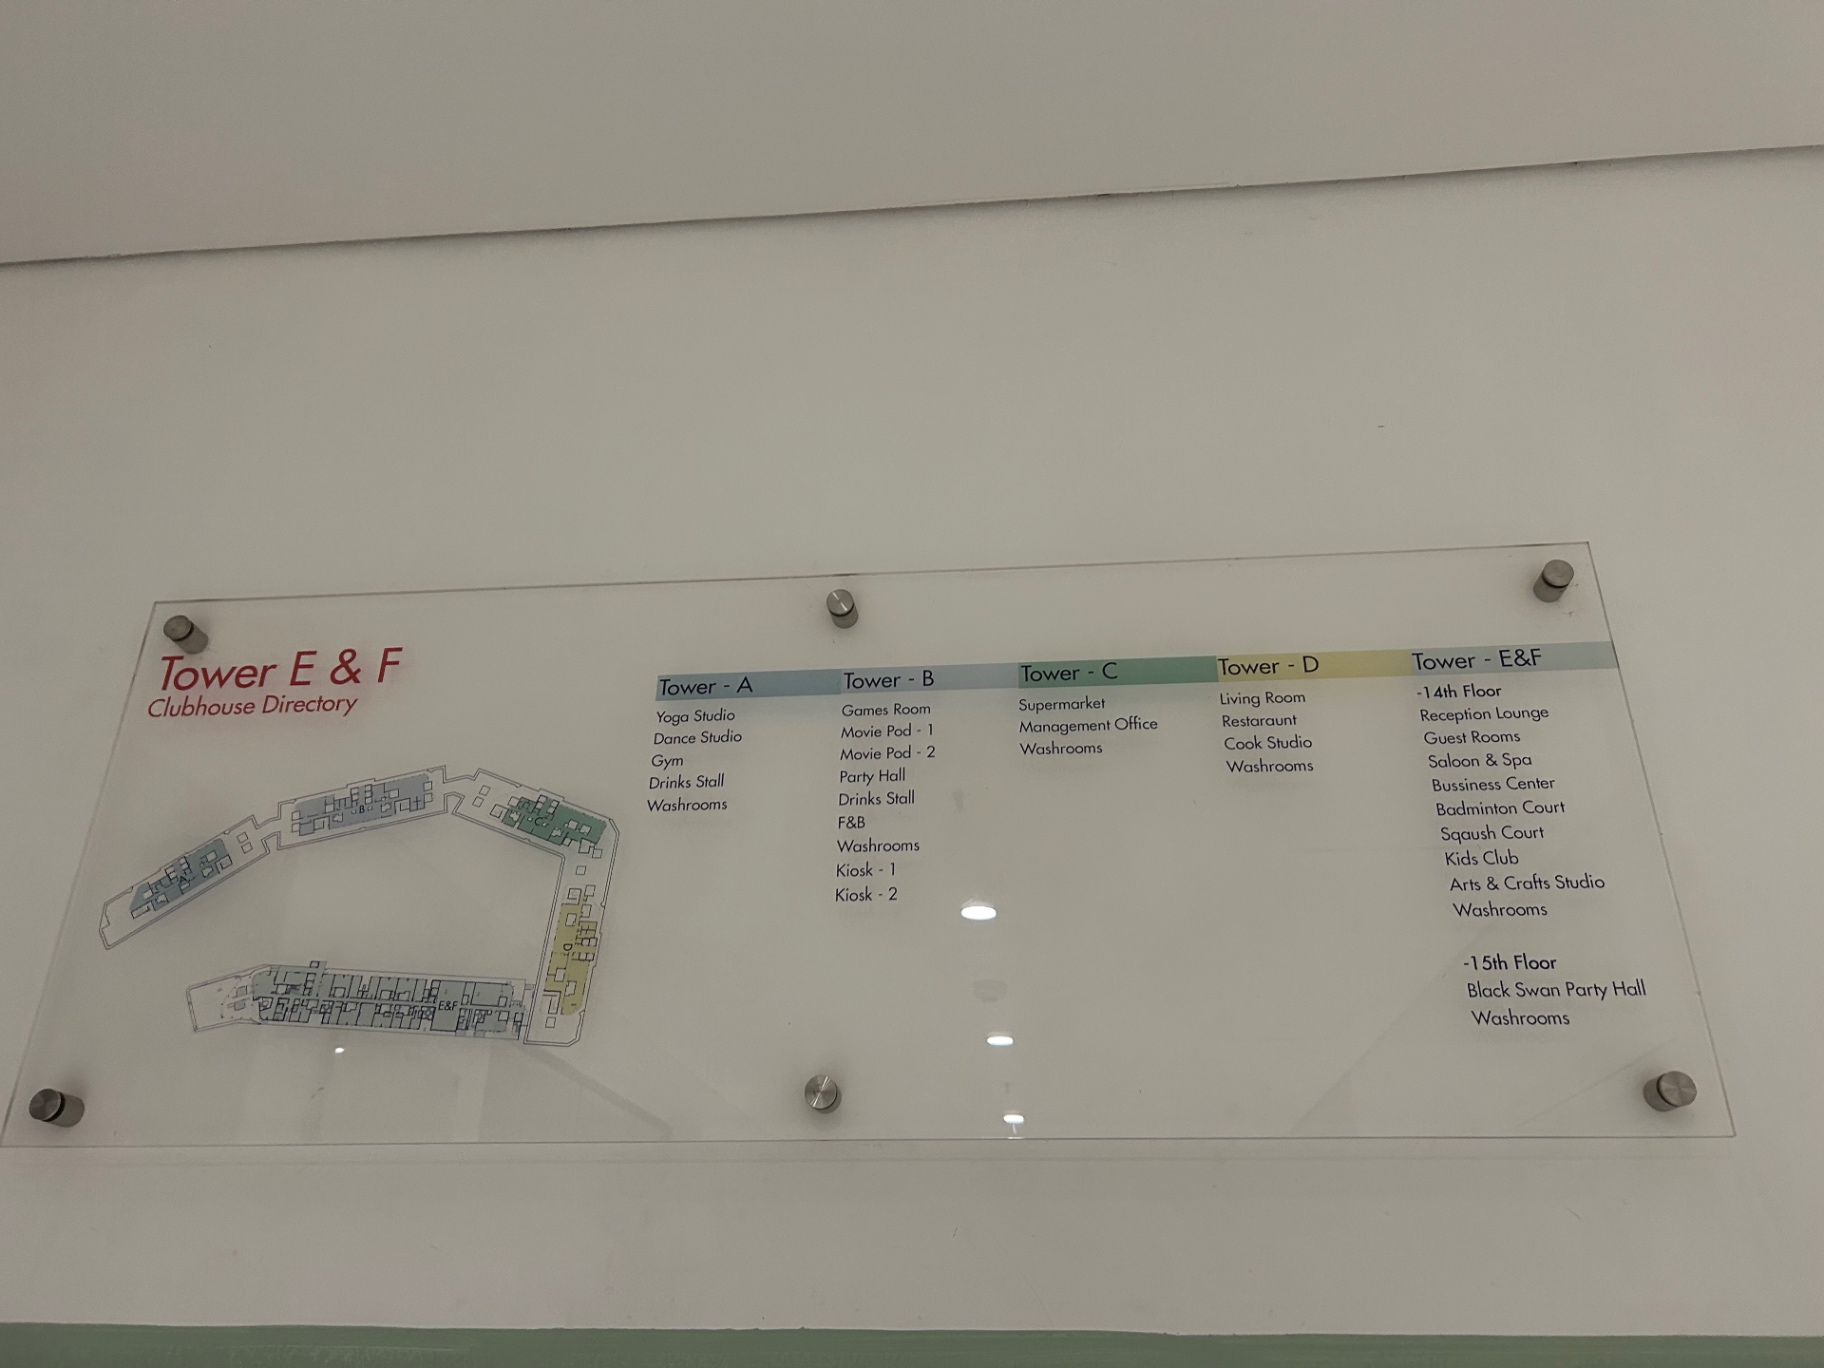 Tower E & F
Clubhouse Directory
Tower - A
Yoga Studio
Dance Studio
Gym
Drinks Stall
Washrooms
Tower - B
Games Room
Movie Pod - 1
Movie Pod - 2
Party Hall
Drinks Stall
F&B
Washrooms
Kiosk - 1
Kiosk - 2
Tower - C
Supermarket
Management Office
Washrooms
Tower - D
Living Room
Restaraunt
Cook Studio
Washrooms
Tower - E&F
-14th Floor
Reception Lounge
Guest Rooms
Saloon & Spa
Bussiness Center
Badminton Court
Sqaush Court
Kids Club
Arts & Crafts Studio
Washrooms
-15th Floor
Black Swan Party Hall
Washrooms
A
B
C
D
E&F